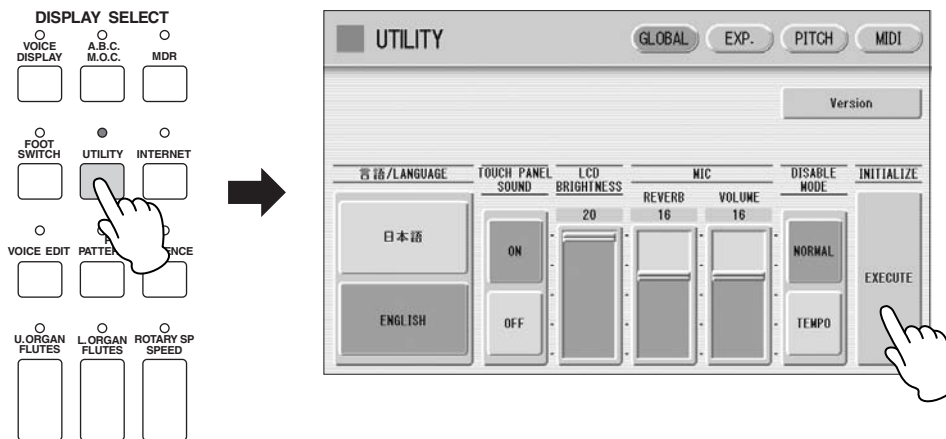 DISPLAY SELECT
VOICE DISPLAY
A.B.C. M.O.C.
MDR
FOOT SWITCH
UTILITY
INTERNET
VOICE EDIT
U.ORGAN FLUTES
L.ORGAN FLUTES
ROTARY SP SPEED
UTILITY
GLOBAL
EXP.
PITCH
MIDI
Version
言語/LANGUAGE
TOUCH PANEL SOUND
LCD BRIGHTNESS
MIC
DISABLE MODE
INITIALIZE
REVERB
VOLUME
20
16
16
日本語
ON
NORMAL
EXECUTE
ENGLISH
OFF
TEMPO